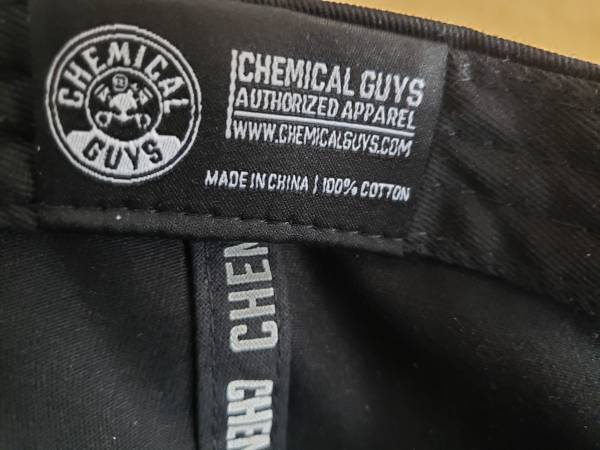 CHEMICAL
GUYS
CHEMICAL GUYS
AUTHORIZED APPAREL
WWW.CHEMICALGUYS.COM
MADE IN CHINA | 100% COTTON
CHEM
CHEM